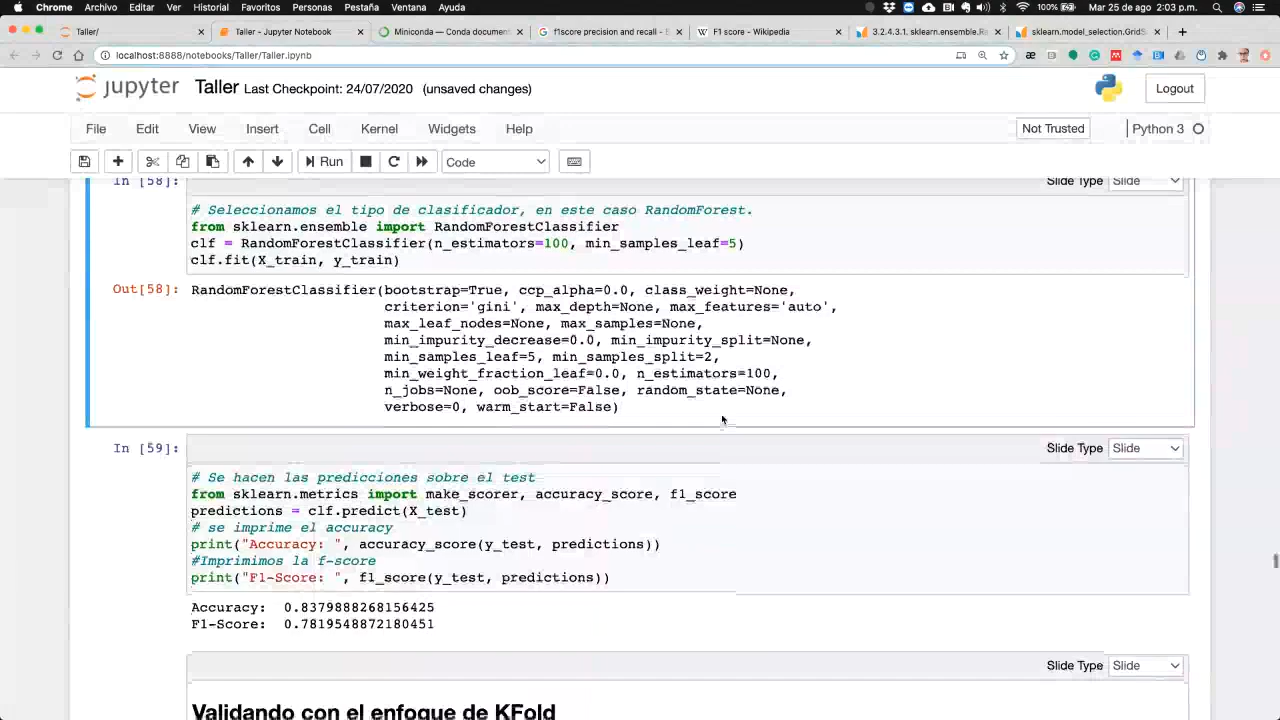 Chrome Archivo Editar Ver Historial Favoritos Personas Pestaña Ventana Ayuda 100% Mar 25 de ago 2:03 p.m.
Taller/ Taller - Jupyter Notebook Miniconda — Conda document f1score precision and recall - E F1 score - Wikipedia 3.2.4.3.1. sklearn.ensemble.Ra sklearn.model_selection.GridS
localhost:8888/notebooks/Taller/Taller.ipynb
jupyter Taller Last Checkpoint: 24/07/2020 (unsaved changes) Logout
File Edit View Insert Cell Kernel Widgets Help Not Trusted Python 3
Run Code
In [58]: Slide Type Slide
# Seleccionamos el tipo de clasificador, en este caso RandomForest.
from sklearn.ensemble import RandomForestClassifier
clf = RandomForestClassifier(n_estimators=100, min_samples_leaf=5)
clf.fit(X_train, y_train)
Out[58]: RandomForestClassifier(bootstrap=True, ccp_alpha=0.0, class_weight=None,
criterion='gini', max_depth=None, max_features='auto',
max_leaf_nodes=None, max_samples=None,
min_impurity_decrease=0.0, min_impurity_split=None,
min_samples_leaf=5, min_samples_split=2,
min_weight_fraction_leaf=0.0, n_estimators=100,
n_jobs=None, oob_score=False, random_state=None,
verbose=0, warm_start=False)
In [59]: Slide Type Slide
# Se hacen las predicciones sobre el test
from sklearn.metrics import make_scorer, accuracy_score, f1_score
predictions = clf.predict(X_test)
# se imprime el accuracy
print("Accuracy: ", accuracy_score(y_test, predictions))
#Imprimimos la f-score
print("F1-Score: ", f1_score(y_test, predictions))
Accuracy: 0.8379888268156425
F1-Score: 0.7819548872180451
Slide Type Slide
Validando con el enfoque de KFold